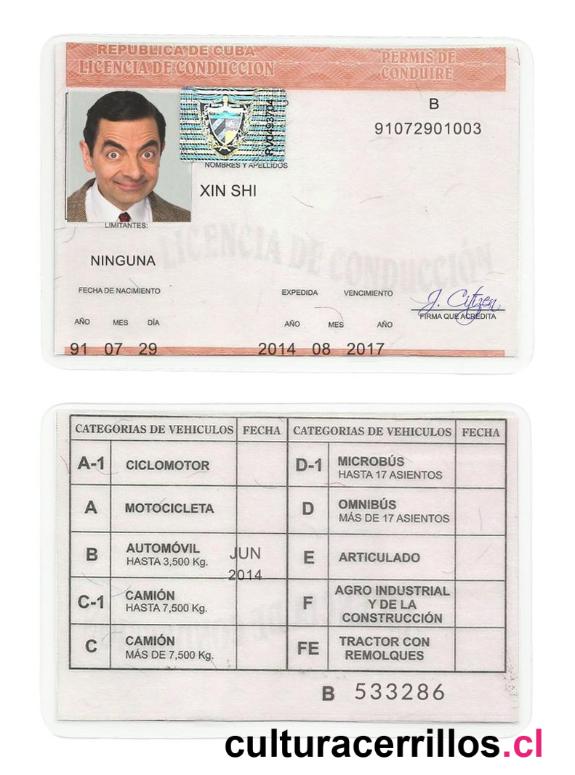 REPUBLICA DE CUBA
LICENCIA DE CONDUCCION
PERMIS DE
CONDUIRE
B
91072901003
RV0493704
NOMBRES Y APELLIDOS
XIN SHI
LICENCIA DE CONDUCCIÓN
LIMITANTES:
NINGUNA
FECHA DE NACIMIENTO EXPEDIDA VENCIMIENTO
J. Citizen
FIRMA QUE ACREDITA
AÑO MES DÍA AÑO MES AÑO
91 07 29 2014 08 2017
CATEGORIAS DE VEHICULOS FECHA CATEGORIAS DE VEHICULOS FECHA
A-1 CICLOMOTOR D-1 MICROBÚS
HASTA 17 ASIENTOS
A MOTOCICLETA D OMNIBÚS
MÁS DE 17 ASIENTOS
B AUTOMÓVIL JUN E ARTICULADO
HASTA 3,500 Kg. 2014
C-1 CAMIÓN F AGRO INDUSTRIAL
HASTA 7,500 Kg. Y DE LA
CONSTRUCCIÓN
C CAMIÓN FE TRACTOR CON
MÁS DE 7,500 Kg. REMOLQUES
B 533286
culturacerrillos.cl